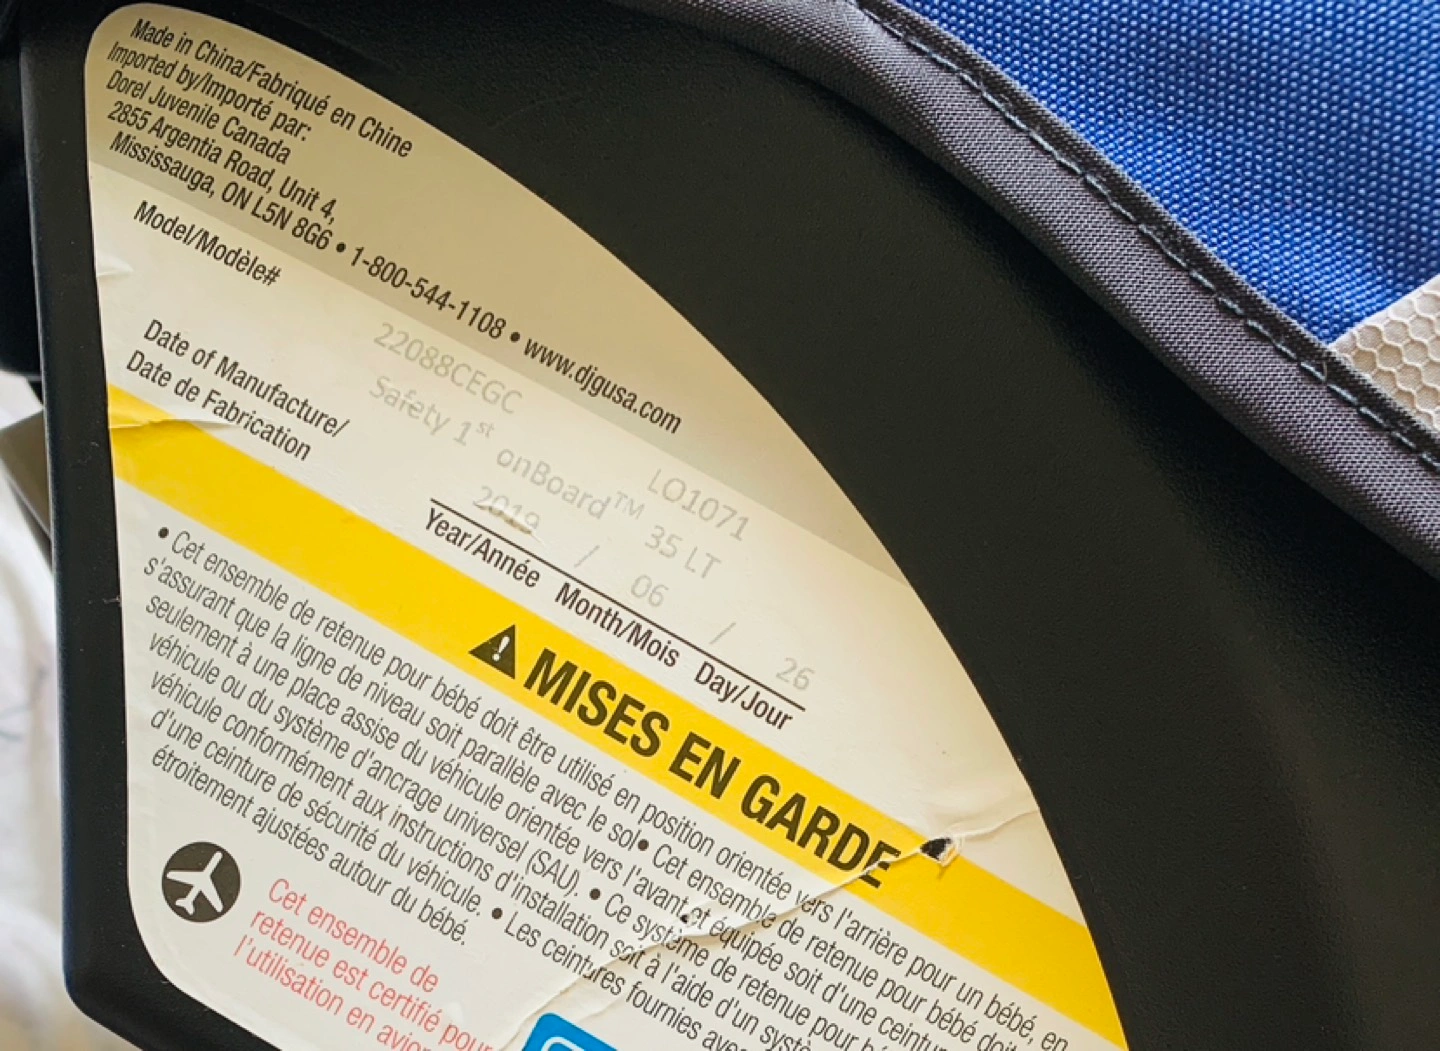 Made in China/Fabriqué en Chine
Imported by/Importé par:
Dorel Juvenile Canada
2855 Argentia Road, Unit 4,
Mississauga, ON L5N 8G6 • 1-800-544-1108 • www.djgusa.com
Model/Modèle#
22088CEGC LO1071
Safety 1st onBoard™ 35 LT
Date of Manufacture/
Date de Fabrication
2019 / 06 / 26
Year/Année Month/Mois Day/Jour
MISES EN GARDE
• Cet ensemble de retenue pour bébé doit être utilisé en position orientée vers l'arrière pour un bébé, en
s'assurant que la ligne de niveau soit parallèle avec le sol• Cet ensemble de retenue pour bébé doit
seulement à une place assise du véhicule orientée vers l'avant et équipée soit d'une ceinture
véhicule ou du système d'ancrage universel (SAU). • Ce système de retenue pour
véhicule conformément aux instructions d'installation soit à l'aide d'un
d'une ceinture de sécurité du véhicule. • Les ceintures fournies
étroitement ajustées autour du bébé.
Cet ensemble de
retenue est certifié pour
l'utilisation en avion